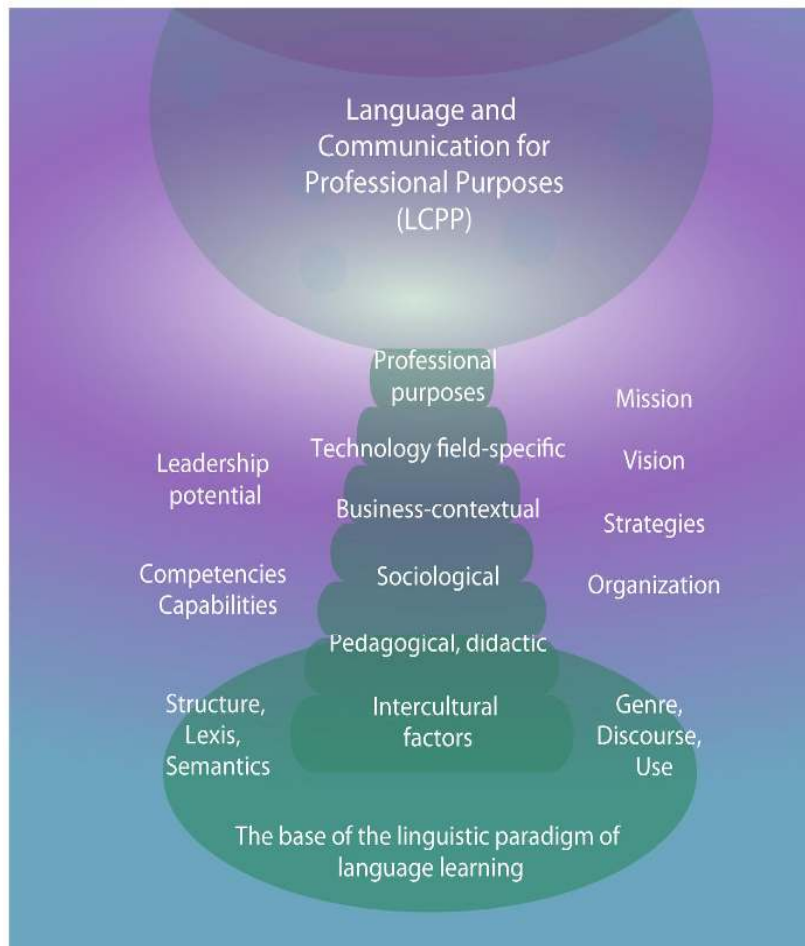 Language and
Communication for
Professional Purposes
(LCPP)
Professional
purposes
Mission
Technology field-specific
Leadership
potential
Vision
Business-contextual
Strategies
Competencies
Capabilities
Sociological
Organization
Pedagogical, didactic
Structure,
Lexis,
Semantics
Intercultural
factors
Genre,
Discourse,
Use
The base of the linguistic paradigm of
language learning